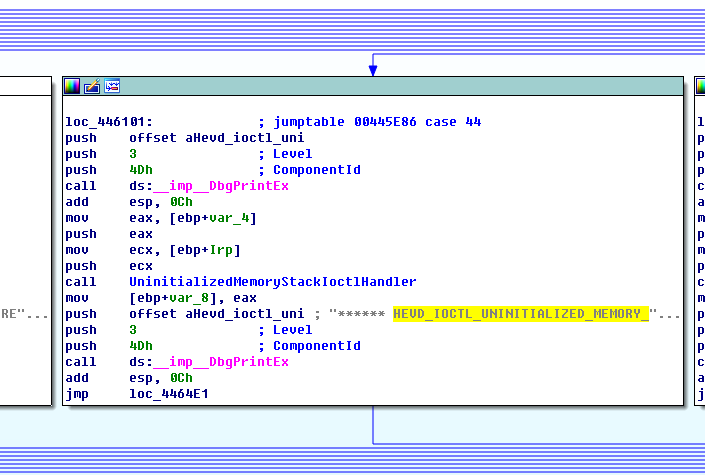 loc_446101: ; jumptable 00445E86 case 44
push offset aHevd_ioctl_uni
push 3 ; Level
push 4Dh ; ComponentId
call ds:__imp__DbgPrintEx
add esp, 0Ch
mov eax, [ebp+var_4]
push eax
mov ecx, [ebp+Irp]
push ecx
call UninitializedMemoryStackIoctlHandler
mov [ebp+var_8], eax
RE"...
push offset aHevd_ioctl_uni ; "****** HEVD_IOCTL_UNINITIALIZED_MEMORY_"...
push 3 ; Level
push 4Dh ; ComponentId
call ds:__imp__DbgPrintEx
add esp, 0Ch
jmp loc_4464E1